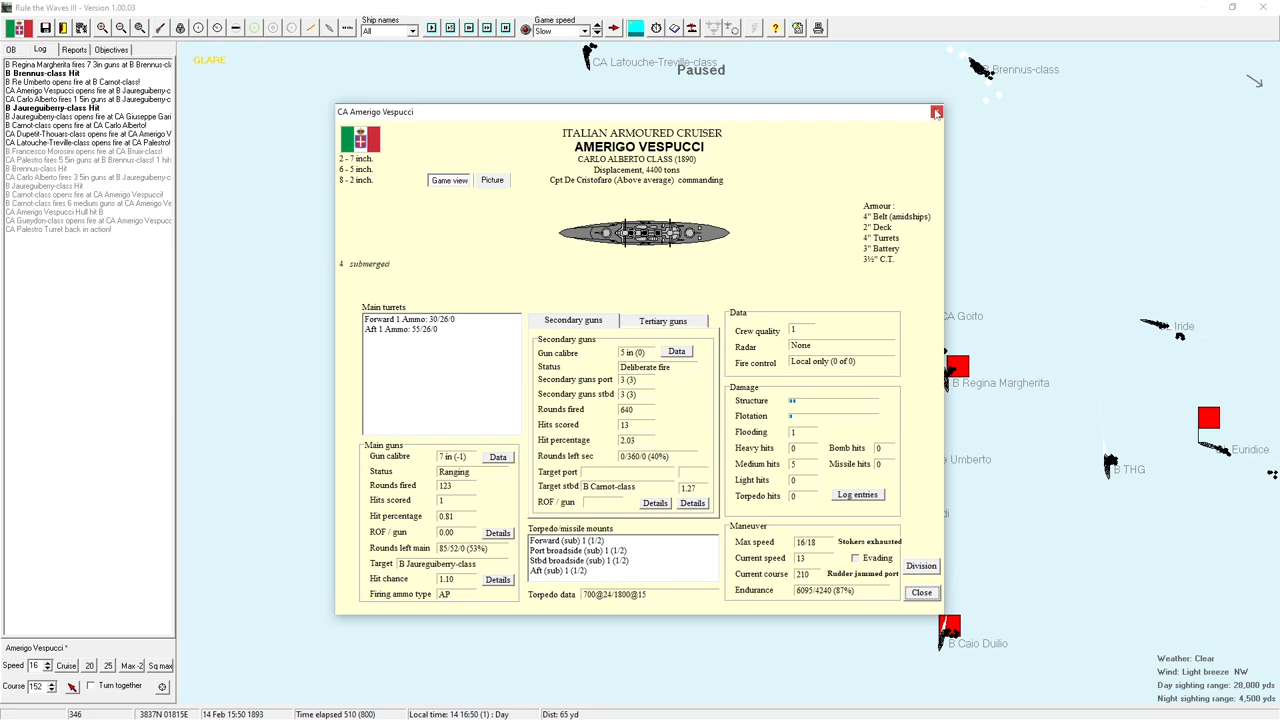 Rule the Waves III - Version 1.00.03
Ship names
All
Game speed
Slow
OB
Log
Reports
Objectives
B Regina Margherita fires 7 3in guns at B Brennus-cl
B Brennus-class Hit
B Re Umberto opens fire at B Carnot-class!
CA Amerigo Vespucci opens fire at B Jaureguiberry-c
CA Carlo Alberto fires 1 5in guns at B Jaureguiberry-c
B Jaureguiberry-class Hit
B Jaureguiberry-class opens fire at CA Giuseppe Gari
B Carnot-class opens fire at CA Carlo Alberto!
CA Dupetit-Thouars-class opens fire at CA Amerigo V
CA Latouche-Treville-class opens fire at CA Palestro!
B Francesco Morosini opens fire at CA Bruix-class!
CA Palestro fires 5 5in guns at B Brennus-class! 1 hits
B Brennus Hit
CA Carlo Alberto fires 3 5in guns at B Jaureguiberry-c
B Jaureguiberry Hit
B Carnot-class opens fire at CA Amerigo Vespucci!
B Carnot-class fires 6 medium guns at CA Amerigo Ve
CA Amerigo Vespucci Hull hit B
CA Gueydon-class opens fire at CA Amerigo Vespucc
CA Palestro Turret back in action!
GLARE
CA Latouche-Treville-class
Paused
B Brennus-class
CA Amerigo Vespucci
2 - 7 inch.
6 - 5 inch.
8 - 2 inch.
Game view
Picture
ITALIAN ARMOURED CRUISER
AMERIGO VESPUCCI
CARLO ALBERTO CLASS (1890)
Displacement, 4400 tons
Cpt De Cristofaro (Above average) commanding
Armour :
4" Belt (amidships)
2" Deck
4" Turrets
3" Battery
3½" C.T.
4 submerged
Main turrets
Forward 1 Ammo: 30/26/0
Aft 1 Ammo: 55/26/0
Main guns
Gun calibre 7 in (-1) Data
Status Ranging
Rounds fired 123
Hits scored 1
Hit percentage 0.81
ROF / gun 0.00 Details
Rounds left main 85/52/0 (53%)
Target B Jaureguiberry-class
Hit chance 1.10 Details
Firing ammo type AP
Secondary guns
Tertiary guns
Secondary guns
Gun calibre 5 in (0) Data
Status Deliberate fire
Secondary guns port 3 (3)
Secondary guns stbd 3 (3)
Rounds fired 640
Hits scored 13
Hit percentage 2.03
Rounds left sec 0/360/0 (40%)
Target port
Target stbd B Carnot-class 1.27
ROF / gun Details Details
Torpedo/missile mounts
Forward (sub) 1 (1/2)
Port broadside (sub) 1 (1/2)
Stbd broadside (sub) 1 (1/2)
Aft (sub) 1 (1/2)
Torpedo data 700@24/1800@15
Data
Crew quality 1
Radar None
Fire control Local only (0 of 0)
Damage
Structure
Flotation
Flooding 1
Heavy hits 0 Bomb hits 0
Medium hits 5 Missile hits 0
Light hits 0
Torpedo hits 0 Log entries
Maneuver
Max speed 16/18 Stokers exhausted
Current speed 13 Evading
Current course 210 Rudder jammed port
Endurance 6095/4240 (87%)
Division
Close
CA Goito
Iride
B Regina Margherita
Euridice
e Umberto
B THG
di
B Caio Duilio
Weather: Clear
Wind: Light breeze NW
Day sighting range: 28,000 yds
Night sighting range: 4,500 yds
Amerigo Vespucci *
Speed 16 Cruise 20 25 Max -2 Sq max
Course 152 Turn together
346
3837N 01815E
14 Feb 15:50 1893
Time elapsed 510 (800)
Local time: 14 16:50 (1) : Day
Dist: 65 yd